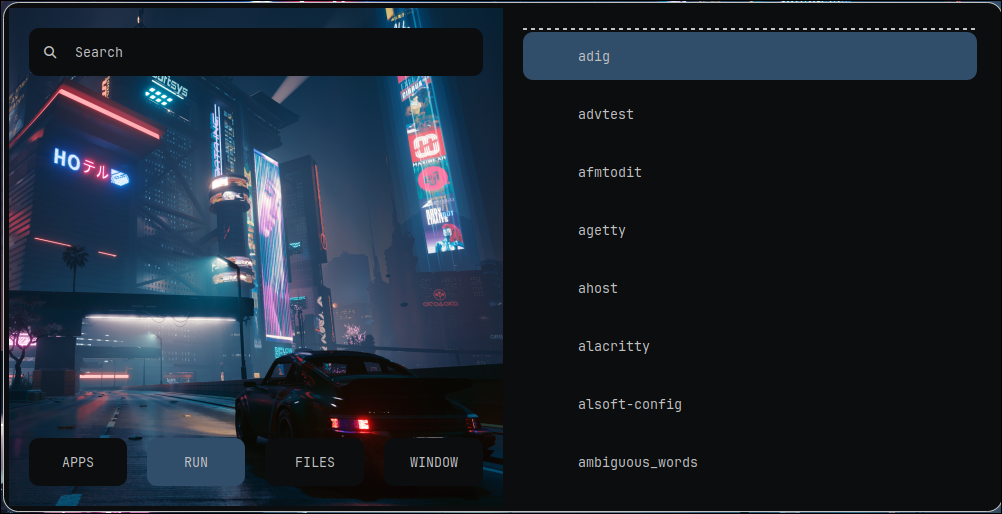 Search
HOテル
APPS
RUN
FILES
WINDOW
adig
advtest
afmtodit
agetty
ahost
alacritty
alsoft-config
ambiguous_words